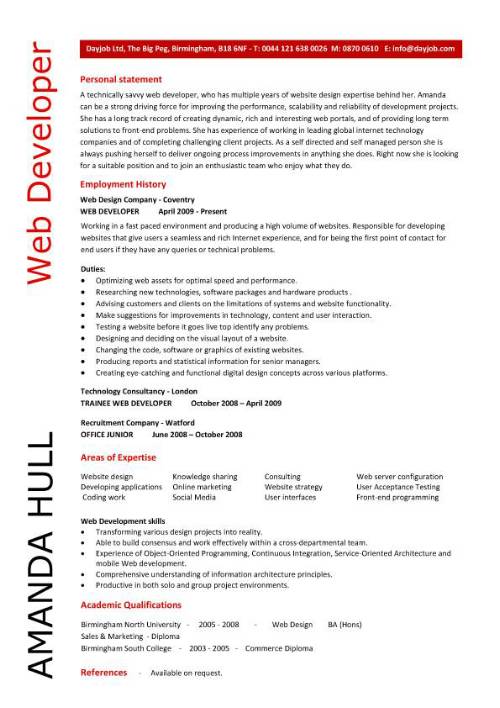 Web Developer
AMANDA HULL
Dayjob Ltd, The Big Peg, Birmingham, B18 6NF - T: 0044 121 638 0026 M: 0870 0610 E: info@dayjob.com
Personal statement
A technically savvy web developer, who has multiple years of website design expertise behind her. Amanda
can be a strong driving force for improving the performance, scalability and reliability of development projects.
She has a long track record of creating dynamic, rich and interesting web portals, and of providing long term
solutions to front-end problems. She has experience of working in leading global internet technology
companies and of completing challenging client projects. As a self directed and self managed person she is
always pushing herself to deliver ongoing process improvements in anything she does. Right now she is looking
for a suitable position and to join an enthusiastic team who enjoy what they do.
Employment History
Web Design Company - Coventry
WEB DEVELOPER April 2009 - Present
Working in a fast paced environment and producing a high volume of websites. Responsible for developing
websites that give users a seamless and rich Internet experience, and for being the first point of contact for
end users if they have any queries or technical problems.
Duties:
• Optimizing web assets for optimal speed and performance.
• Researching new technologies, software packages and hardware products .
• Advising customers and clients on the limitations of systems and website functionality.
• Make suggestions for improvements in technology, content and user interaction.
• Testing a website before it goes live top identify any problems.
• Designing and deciding on the visual layout of a website.
• Changing the code, software or graphics of existing websites.
• Producing reports and statistical information for senior managers.
• Creating eye-catching and functional digital design concepts across various platforms.
Technology Consultancy - London
TRAINEE WEB DEVELOPER October 2008 – April 2009
Recruitment Company - Watford
OFFICE JUNIOR June 2008 – October 2008
Areas of Expertise
Website design Knowledge sharing Consulting Web server configuration
Developing applications Online marketing Website strategy User Acceptance Testing
Coding work Social Media User interfaces Front-end programming
Web Development skills
• Transforming various design projects into reality.
• Able to build consensus and work effectively within a cross-departmental team.
• Experience of Object-Oriented Programming, Continuous Integration, Service-Oriented Architecture and
mobile Web development.
• Comprehensive understanding of information architecture principles.
• Productive in both solo and group project environments.
Academic Qualifications
Birmingham North University - 2005 - 2008 - Web Design BA (Hons)
Sales & Marketing - Diploma
Birmingham South College - 2003 - 2005 - Commerce Diploma
References - Available on request.